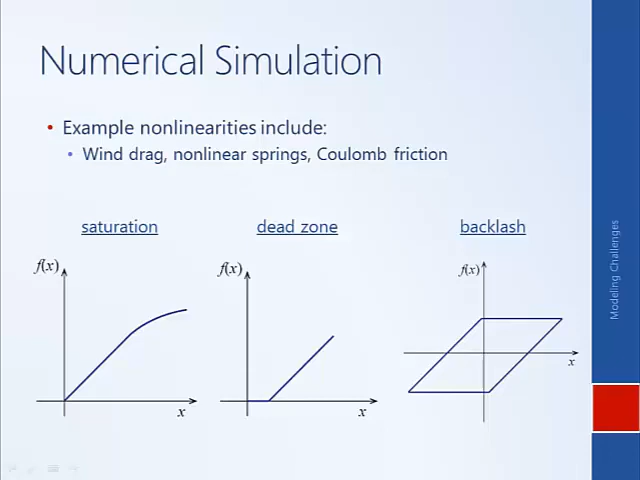 Numerical Simulation
Example nonlinearities include:
Wind drag, nonlinear springs, Coulomb friction
saturation
dead zone
backlash
f(x)
x
f(x)
x
f(x)
x
Modeling Challenges